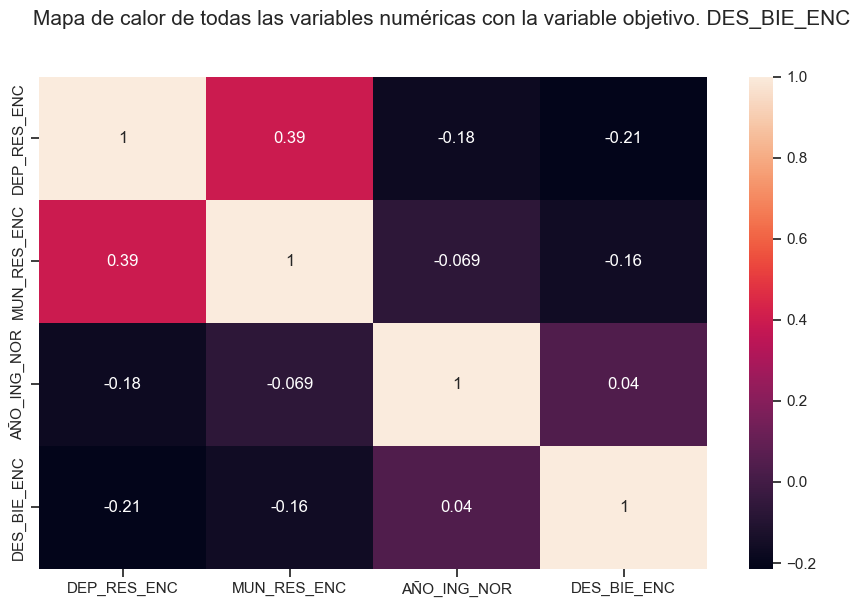 Mapa de calor de todas las variables numéricas con la variable objetivo. DES_BIE_ENC
DEP_RES_ENC
1
0.39
-0.18
-0.21
MUN_RES_ENC
0.39
1
-0.069
-0.16
AÑO_ING_NOR
-0.18
-0.069
1
0.04
DES_BIE_ENC
-0.21
-0.16
0.04
1
DEP_RES_ENC
MUN_RES_ENC
AÑO_ING_NOR
DES_BIE_ENC
1.0
0.8
0.6
0.4
0.2
0.0
−0.2